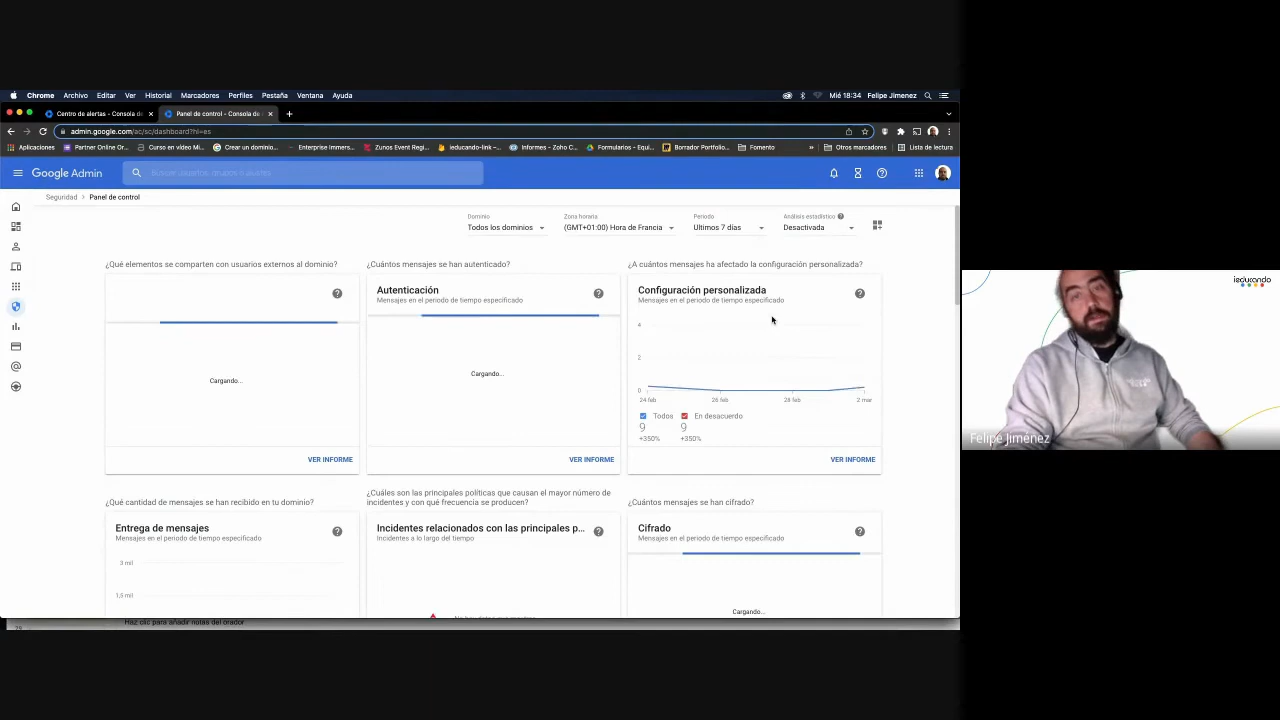 Chrome Archivo Editar Ver Historial Marcadores Perfiles Pestaña Ventana Ayuda Mié 18:34 Felipe Jimenez
Centro de alertas - Consola de Panel de control - Consola de
admin.google.com/ac/sc/dashboard?hl=es
Aplicaciones Partner Online Or... Curso en vídeo Mi... Crear un dominio... Enterprise Immers... Zunos Event Regi... ieducando-link -... Informes - Zoho C... Formularios - Equi... Borrador Portfolio... Fomento » Otros marcadores Lista de lectura
Google Admin Buscar usuarios, grupos o ajustes
Seguridad > Panel de control
Dominio Zona horaria Periodo Análisis estadístico
Todos los dominios (GMT+01:00) Hora de Francia Últimos 7 días Desactivada
¿Qué elementos se comparten con usuarios externos al dominio?
Cargando...
VER INFORME
¿Cuántos mensajes se han autenticado?
Autenticación
Mensajes en el periodo de tiempo especificado
Cargando...
VER INFORME
¿A cuántos mensajes ha afectado la configuración personalizada?
Configuración personalizada
Mensajes en el periodo de tiempo especificado
4
2
0
24 feb 26 feb 28 feb 2 mar
Todos En desacuerdo
9 9
+350% +350%
VER INFORME
¿Qué cantidad de mensajes se han recibido en tu dominio?
Entrega de mensajes
Mensajes en el periodo de tiempo especificado
3 mil
1,5 mil
¿Cuáles son las principales políticas que causan el mayor número de
incidentes y con qué frecuencia se producen?
Incidentes relacionados con las principales p...
Incidentes a lo largo del tiempo
¿Cuántos mensajes se han cifrado?
Cifrado
Mensajes en el periodo de tiempo especificado
Cargando...
Haz clic para añadir notas del orador
ieducando
Felipe Jiménez